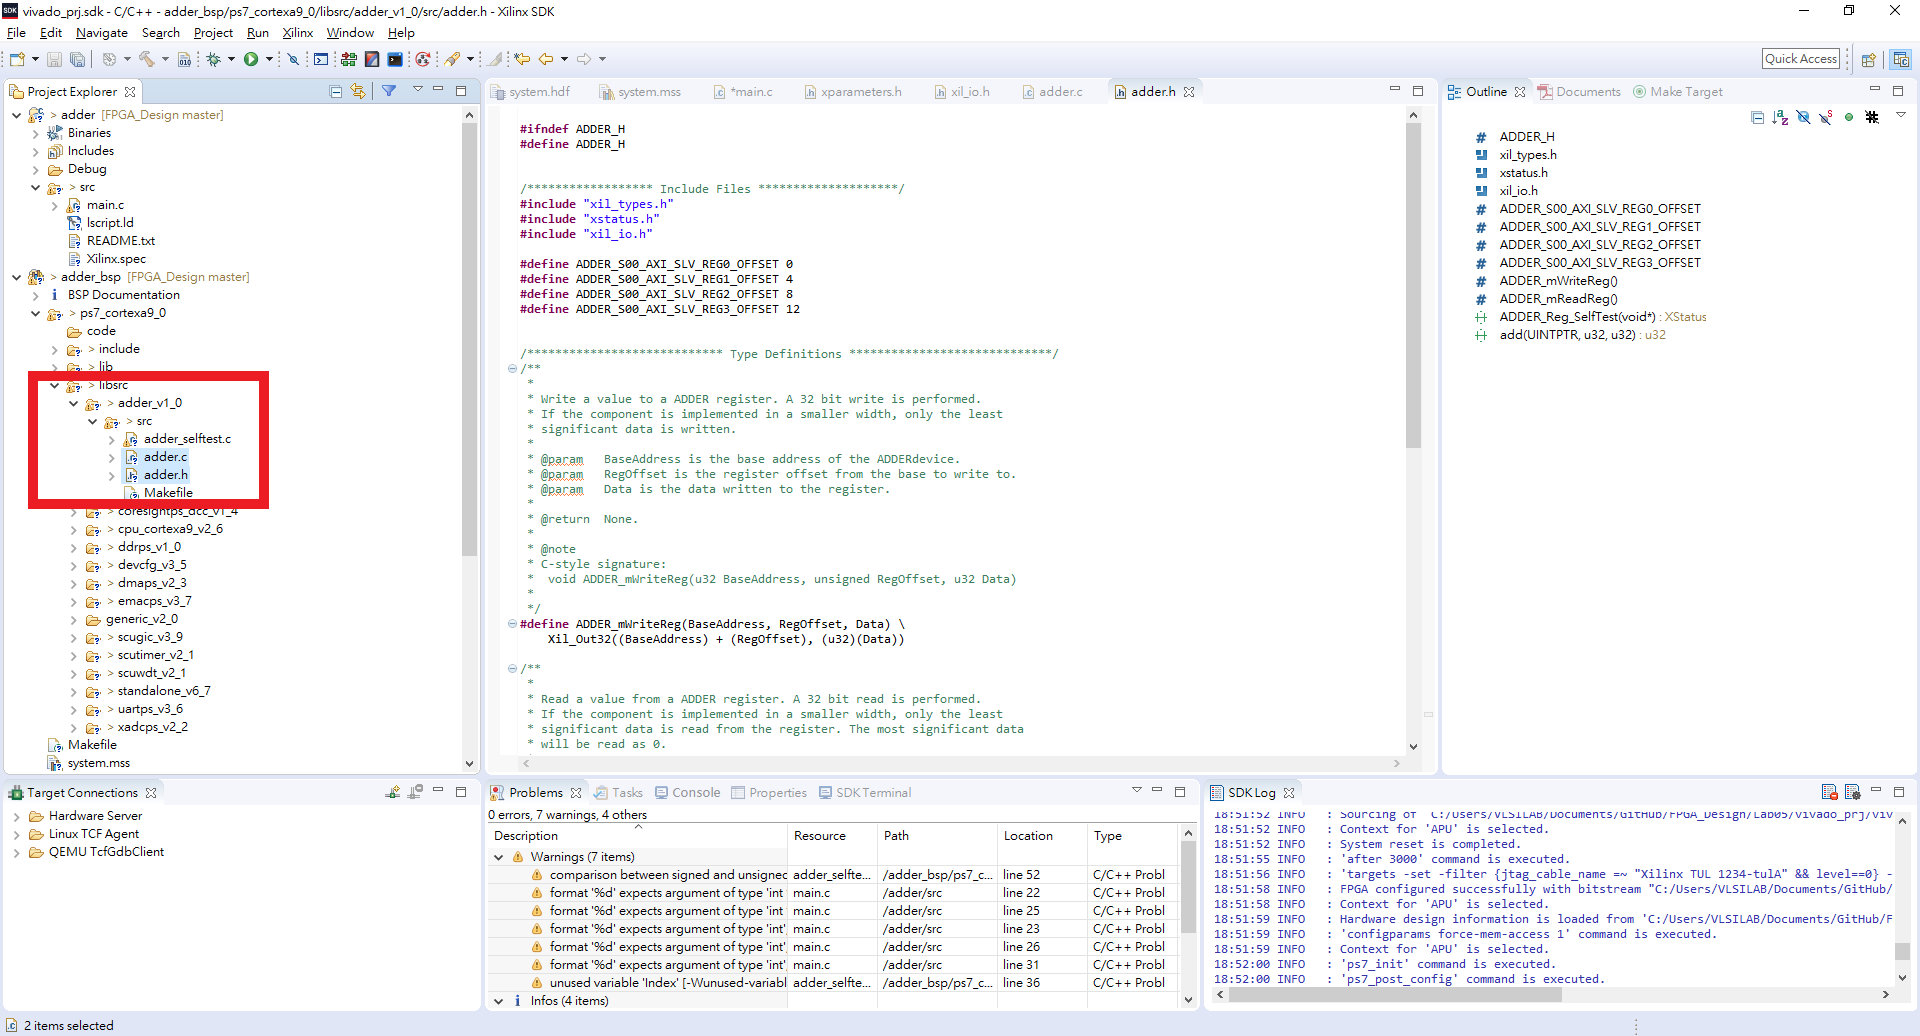 SDK vivado_prj.sdk - C/C++ - adder_bsp/ps7_cortexa9_0/libsrc/adder_v1_0/src/adder.h - Xilinx SDK
File Edit Navigate Search Project Run Xilinx Window Help
Quick Access
Project Explorer
> adder [FPGA_Design master]
Binaries
Includes
Debug
> src
main.c
lscript.ld
README.txt
Xilinx.spec
> adder_bsp [FPGA_Design master]
BSP Documentation
> ps7_cortexa9_0
code
> include
> lib
> libsrc
> adder_v1_0
> src
adder_selftest.c
adder.c
adder.h
Makefile
> coresightps_dcc_v1_4
> cpu_cortexa9_v2_6
> ddrps_v1_0
> devcfg_v3_5
> dmaps_v2_3
> emacps_v3_7
generic_v2_0
> scugic_v3_9
> scutimer_v2_1
> scuwdt_v2_1
> standalone_v6_7
> uartps_v3_6
> xadcps_v2_2
Makefile
system.mss
system.hdf system.mss *main.c xparameters.h xil_io.h adder.c adder.h
#ifndef ADDER_H
#define ADDER_H
/****************** Include Files ********************/
#include "xil_types.h"
#include "xstatus.h"
#include "xil_io.h"
#define ADDER_S00_AXI_SLV_REG0_OFFSET 0
#define ADDER_S00_AXI_SLV_REG1_OFFSET 4
#define ADDER_S00_AXI_SLV_REG2_OFFSET 8
#define ADDER_S00_AXI_SLV_REG3_OFFSET 12
/**************************** Type Definitions *****************************/
/**
*
* Write a value to a ADDER register. A 32 bit write is performed.
* If the component is implemented in a smaller width, only the least
* significant data is written.
*
* @param   BaseAddress is the base address of the ADDERdevice.
* @param   RegOffset is the register offset from the base to write to.
* @param   Data is the data written to the register.
*
* @return  None.
*
* @note
* C-style signature:
*  void ADDER_mWriteReg(u32 BaseAddress, unsigned RegOffset, u32 Data)
*
*/
#define ADDER_mWriteReg(BaseAddress, RegOffset, Data) \
Xil_Out32((BaseAddress) + (RegOffset), (u32)(Data))
/**
*
* Read a value from a ADDER register. A 32 bit read is performed.
* If the component is implemented in a smaller width, only the least
* significant data is read from the register. The most significant data
* will be read as 0.
Outline Documents Make Target
ADDER_H
xil_types.h
xstatus.h
xil_io.h
ADDER_S00_AXI_SLV_REG0_OFFSET
ADDER_S00_AXI_SLV_REG1_OFFSET
ADDER_S00_AXI_SLV_REG2_OFFSET
ADDER_S00_AXI_SLV_REG3_OFFSET
ADDER_mWriteReg()
ADDER_mReadReg()
ADDER_Reg_SelfTest(void*) : XStatus
add(UINTPTR, u32, u32) : u32
Target Connections
Hardware Server
Linux TCF Agent
QEMU TcfGdbClient
Problems Tasks Console Properties SDK Terminal
0 errors, 7 warnings, 4 others
Description Resource Path Location Type
Warnings (7 items)
comparison between signed and unsigned adder_selfte... /adder_bsp/ps7_c... line 52 C/C++ Probl
format '%d' expects argument of type 'int main.c /adder/src line 22 C/C++ Probl
format '%d' expects argument of type 'int main.c /adder/src line 25 C/C++ Probl
format '%d' expects argument of type 'int', main.c /adder/src line 23 C/C++ Probl
format '%d' expects argument of type 'int', main.c /adder/src line 26 C/C++ Probl
format '%d' expects argument of type 'int', main.c /adder/src line 31 C/C++ Probl
unused variable 'Index' [-Wunused-variabl adder_selfte... /adder_bsp/ps7_c... line 36 C/C++ Probl
Infos (4 items)
SDK Log
18:51:52 INFO : Sourcing of 'C:/Users/VLSILAB/Documents/GitHub/FPGA_Design/Lab05/vivado_prj/viv
18:51:52 INFO : Context for 'APU' is selected.
18:51:52 INFO : System reset is completed.
18:51:55 INFO : 'after 3000' command is executed.
18:51:56 INFO : 'targets -set -filter {jtag_cable_name =~ "Xilinx TUL 1234-tulA" && level==0} -
18:51:58 INFO : FPGA configured successfully with bitstream "C:/Users/VLSILAB/Documents/GitHub/
18:51:58 INFO : Context for 'APU' is selected.
18:51:59 INFO : Hardware design information is loaded from 'C:/Users/VLSILAB/Documents/GitHub/F
18:51:59 INFO : 'configparams force-mem-access 1' command is executed.
18:51:59 INFO : Context for 'APU' is selected.
18:52:00 INFO : 'ps7_init' command is executed.
18:52:00 INFO : 'ps7_post_config' command is executed.
2 items selected